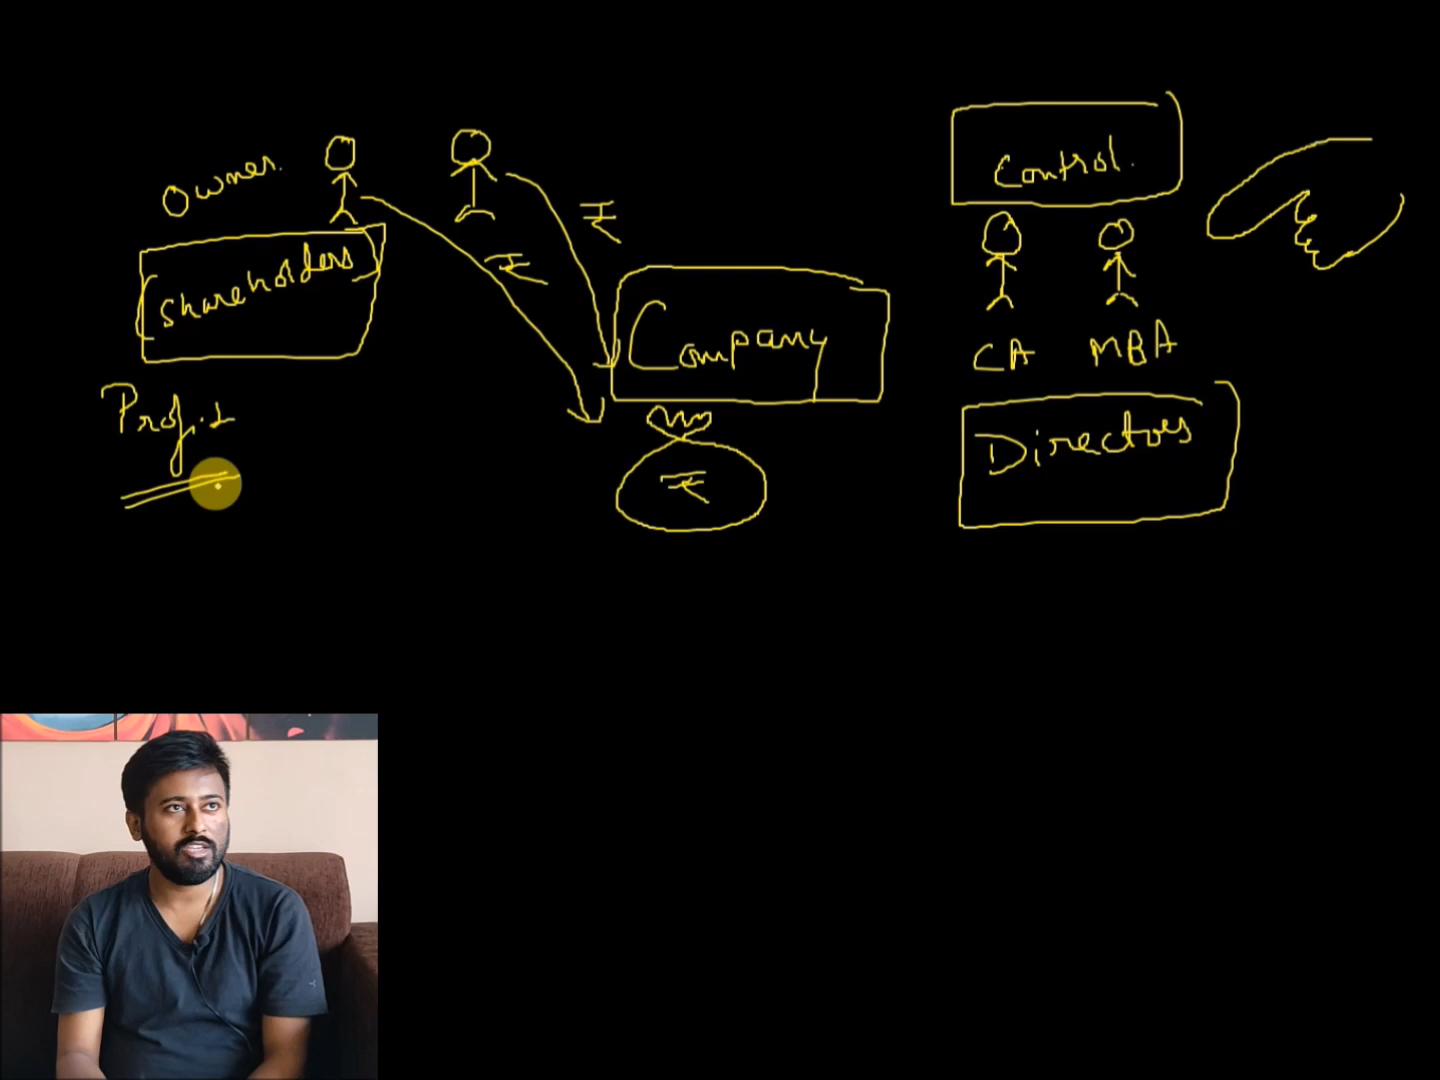 Owner.
(Shareholders)
Profit
₹
₹
Company
₹
Control.
CA MBA
Directors